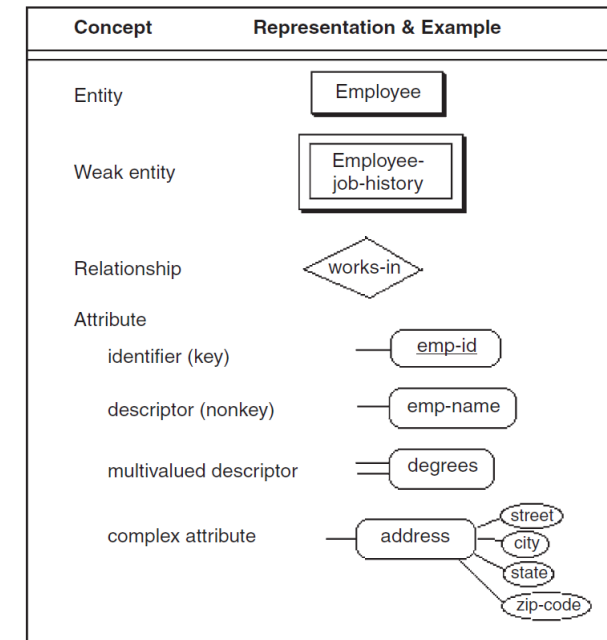 Concept Representation & Example
Entity Employee
Weak entity Employee-
job-history
Relationship works-in
Attribute
identifier (key) emp-id
descriptor (nonkey) emp-name
multivalued descriptor degrees
complex attribute address street
city
state
zip-code